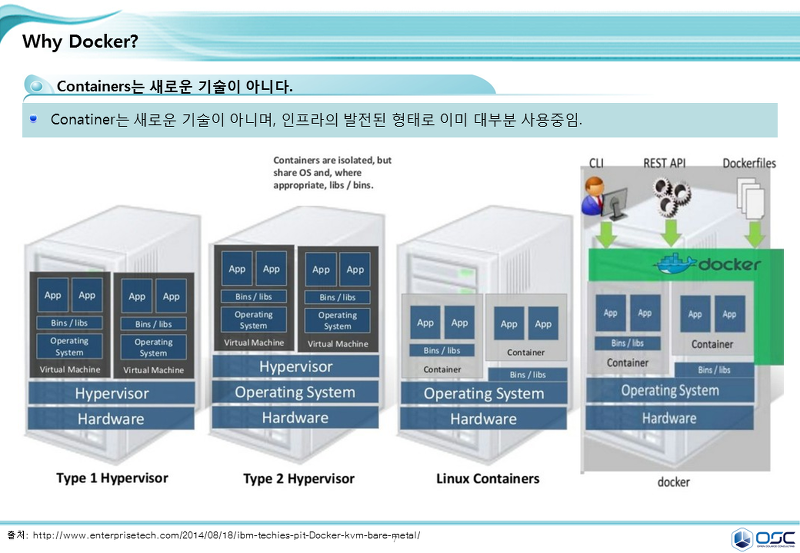 Why Docker?
Containers는 새로운 기술이 아니다.
Conatiner는 새로운 기술이 아니며, 인프라의 발전된 형태로 이미 대부분 사용중임.
Containers are isolated, but
share OS and, where
appropriate, libs / bins.
App App
Bins / libs
Operating
System
Virtual Machine
App App
Bins / libs
Operating
System
Virtual Machine
Hypervisor
Hardware
Type 1 Hypervisor
App App
Bins / libs
Operating
System
Virtual Machine
App App
Bins / libs
Operating
System
Virtual Machine
Hypervisor
Operating System
Hardware
Type 2 Hypervisor
App App
Bins / libs
Container
App App
Container
Bins / libs
Operating System
Hardware
Linux Containers
CLI REST API Dockerfiles
docker
App App
Bins / libs
Container
App App
Container
Bins / libs
Operating System
Hardware
docker
출처: http://www.enterprisetech.com/2014/08/18/ibm-techies-pit-Docker-kvm-bare-metal/
OSC